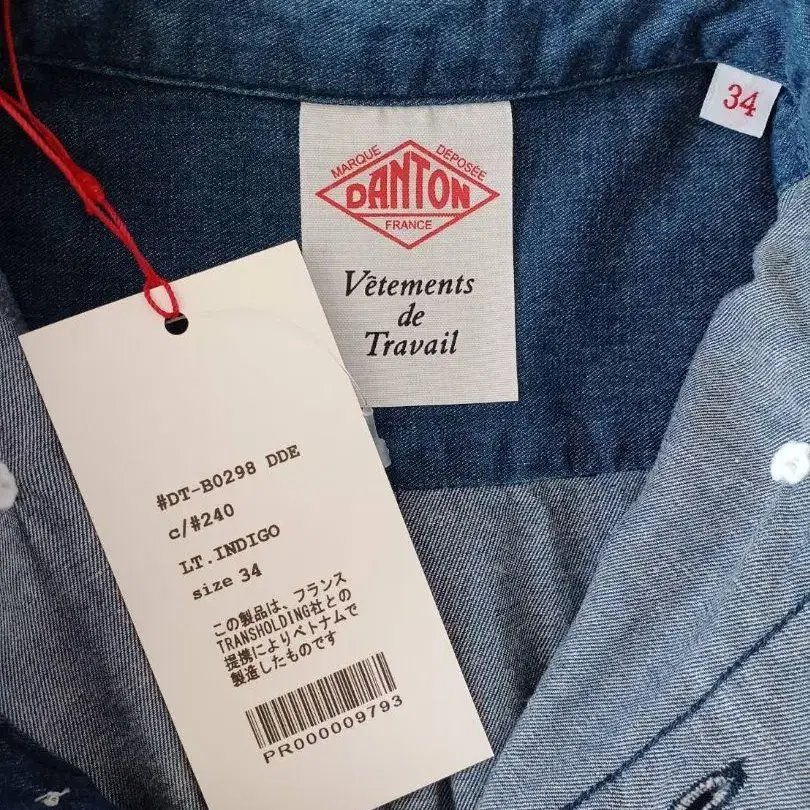 34
MARQUE DÉPOSÉE
DANTON
FRANCE
Vêtements
de
Travail
#DT-B0298 DDE
c/#240
LT.INDIGO
size 34
この製品は、フランス
TRANSHOLDING社との
提携によりベトナムで
製造したものです
PR000009793